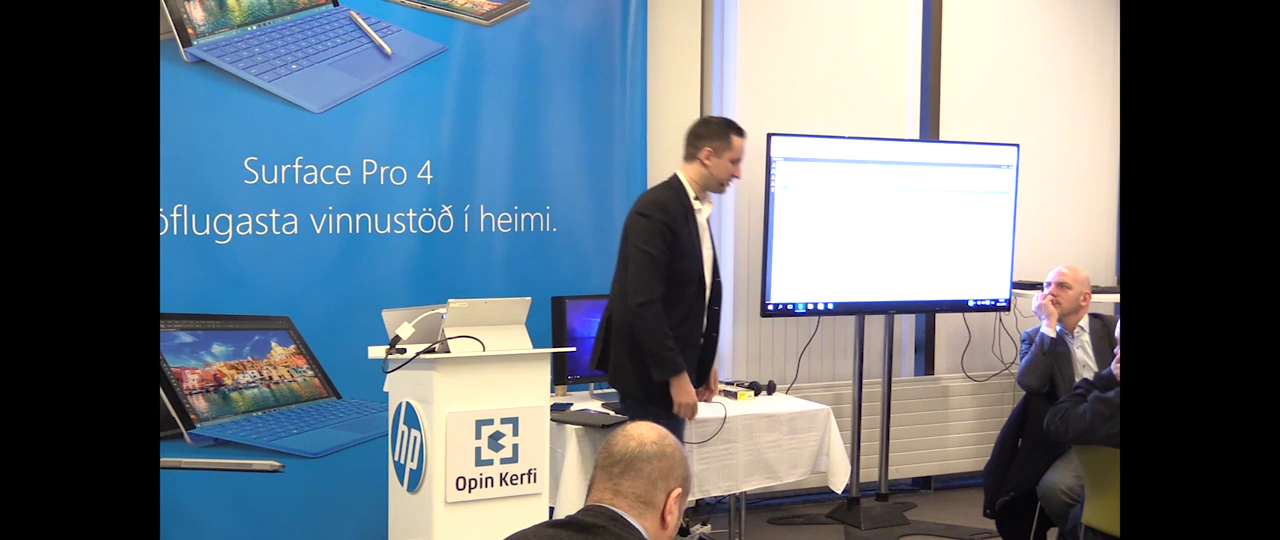 Surface Pro 4
öflugasta vinnustöð í heimi.
hp
Opin Kerfi